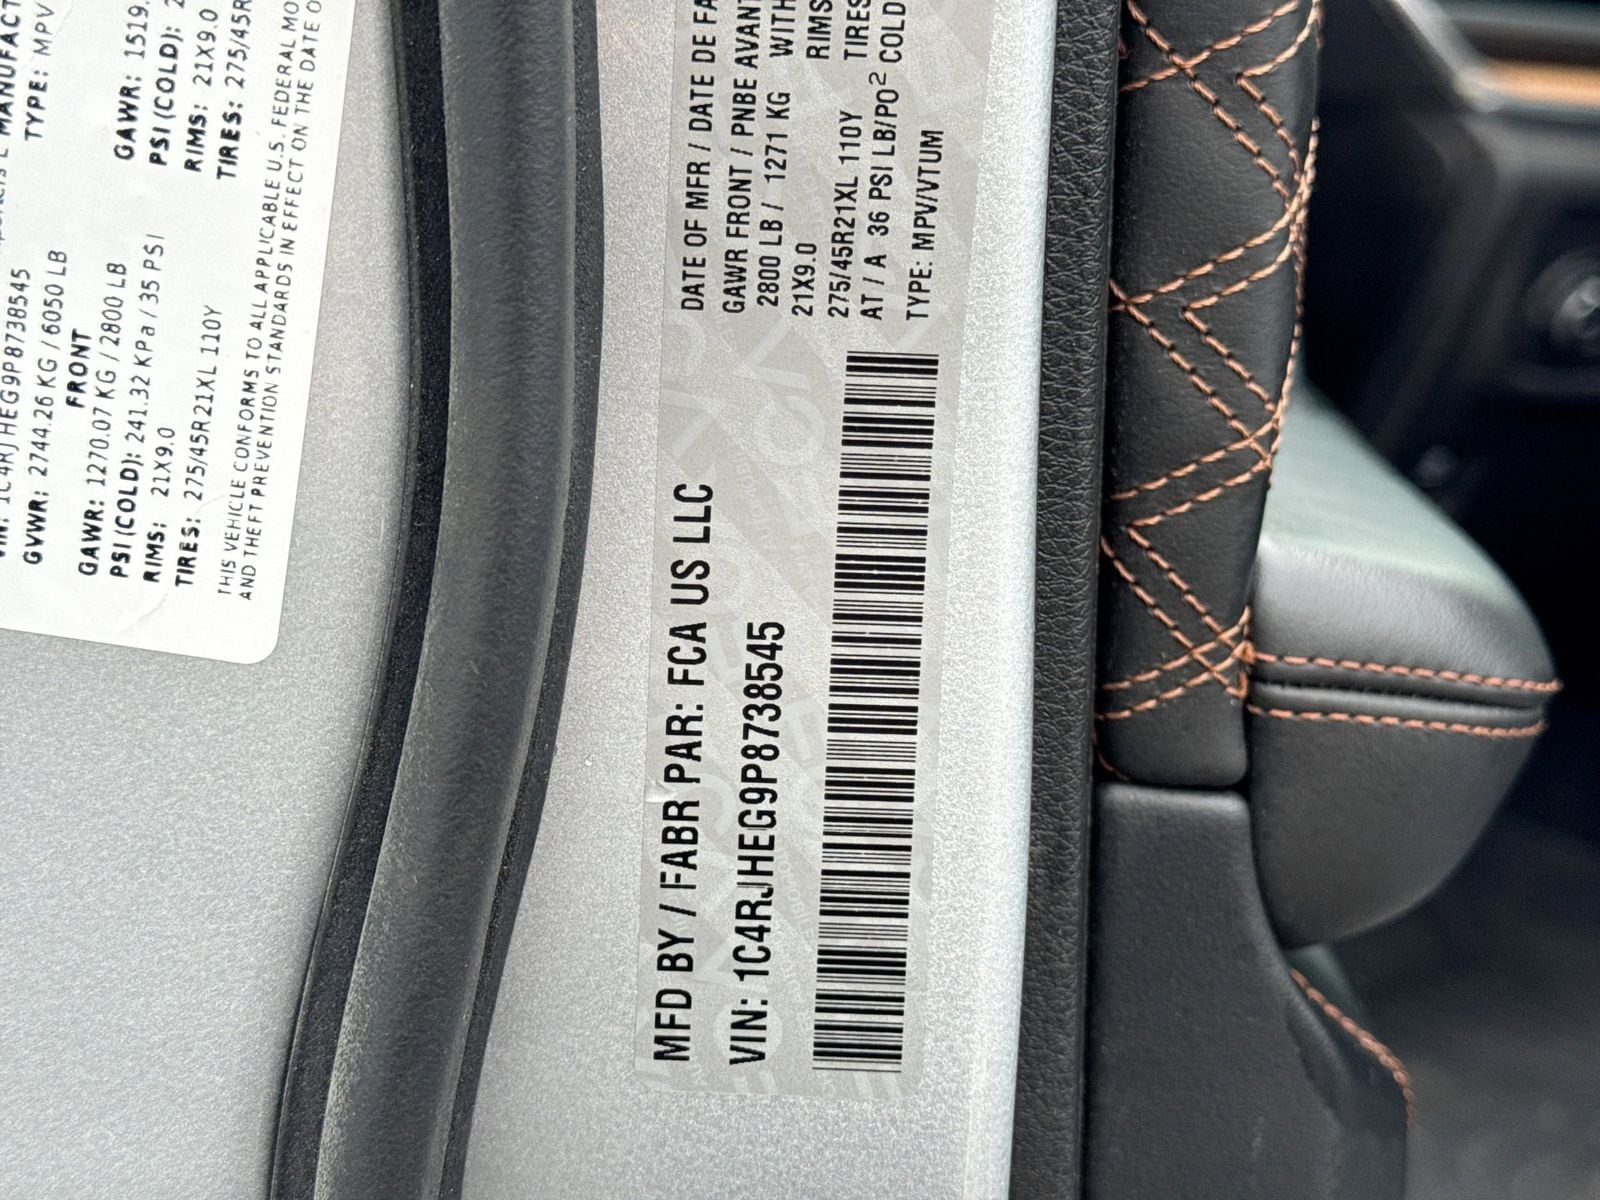 MANUFACT
TYPE: MPV
VIN: 1C4RJHEG9P8738545
GVWR: 2744.26 KG / 6050 LB
FRONT
GAWR: 1270.07 KG / 2800 LB
GAWR: 1519.
PSI (COLD): 241.32 KPa / 35 PSI
PSI (COLD): 2
RIMS: 21X9.0
RIMS: 21X9.0
TIRES: 275/45R21XL 110Y
TIRES: 275/45R
THIS VEHICLE CONFORMS TO ALL APPLICABLE U.S. FEDERAL MO
AND THEFT PREVENTION STANDARDS IN EFFECT ON THE DATE O
MFD BY / FABR PAR: FCA US LLC
VIN: 1C4RJHEG9P8738545
DATE OF MFR / DATE DE FA
GAWR FRONT / PNBE AVANT
2800 LB / 1271 KG WITH
21X9.0 RIMS
275/45R21XL 110Y TIRES
AT / A 36 PSI LB/PO² COLD
TYPE: MPV/VTUM